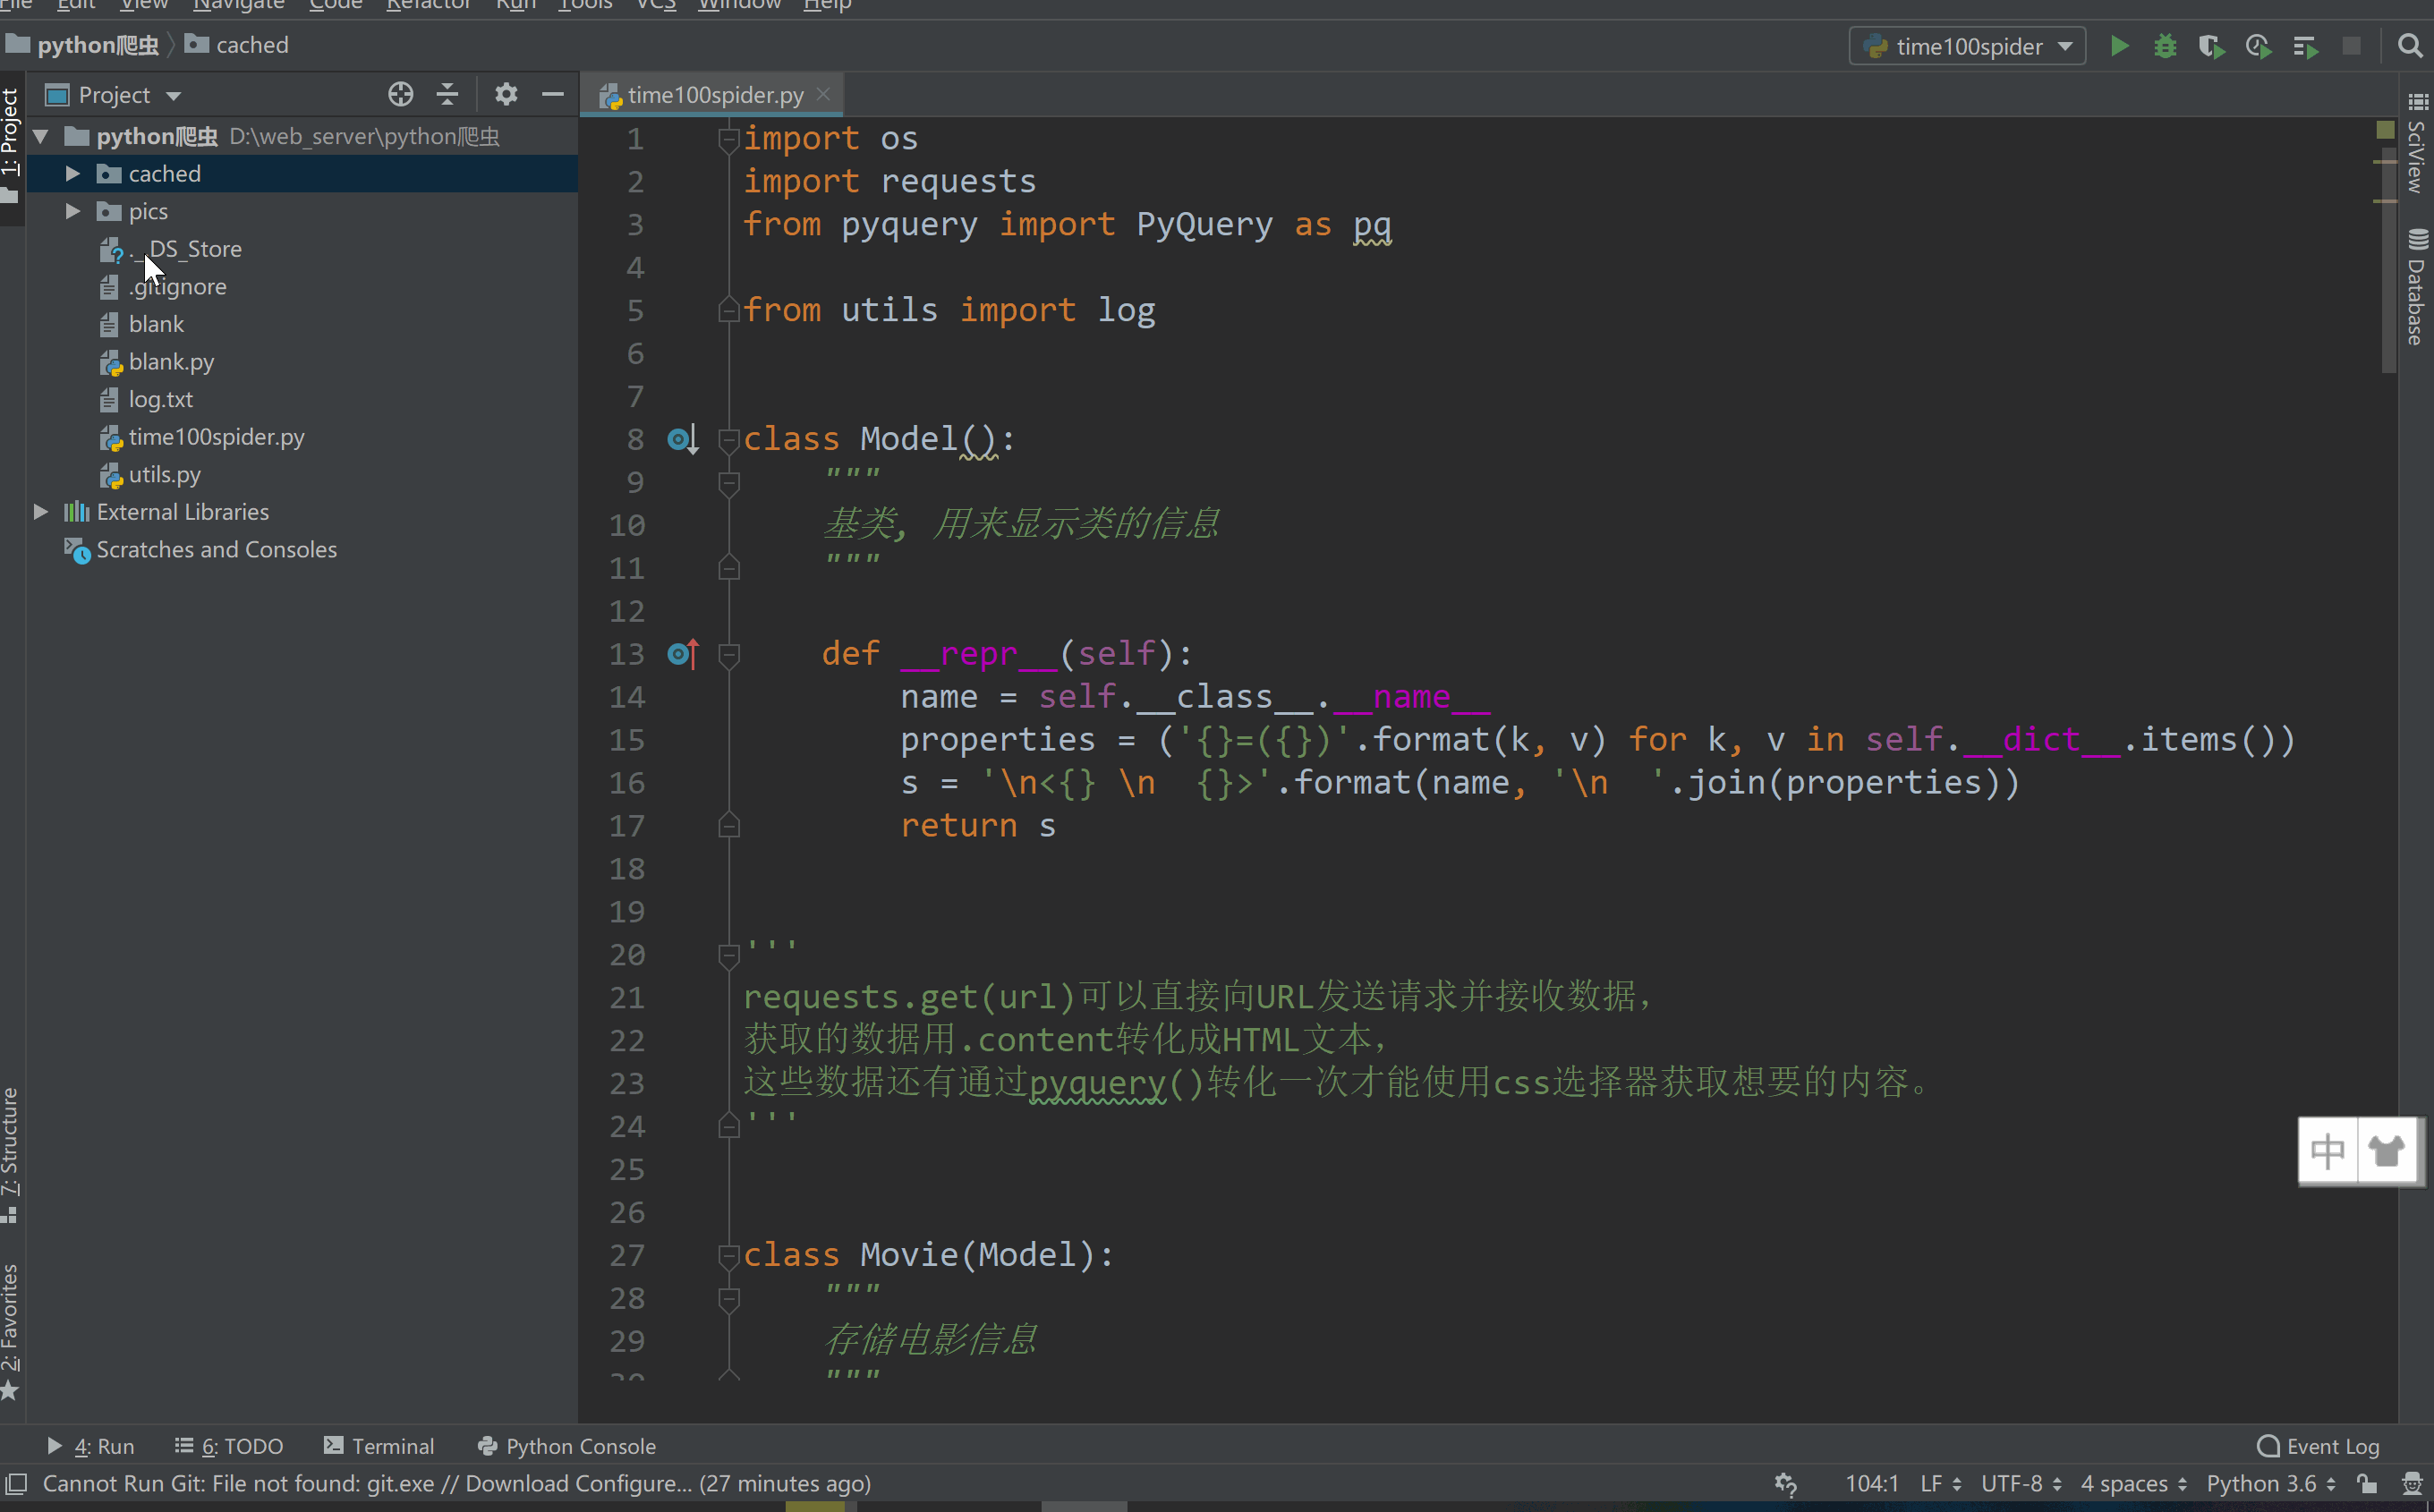 File Edit View Navigate Code Refactor Run Tools VCS Window Help
python爬虫 cached
time100spider
Project
time100spider.py
1: Project
python爬虫 D:\web_server\python爬虫
cached
pics
._DS_Store
.gitignore
blank
blank.py
log.txt
time100spider.py
utils.py
External Libraries
Scratches and Consoles
7: Structure
2: Favorites
1 import os
2 import requests
3 from pyquery import PyQuery as pq
4
5 from utils import log
6
7
8 class Model():
9 """
10 基类, 用来显示类的信息
11 """
12
13 def __repr__(self):
14 name = self.__class__.__name__
15 properties = ('{}=({})'.format(k, v) for k, v in self.__dict__.items())
16 s = '\n<{} \n  {}>'.format(name, '\n  '.join(properties))
17 return s
18
19
20 '''
21 requests.get(url)可以直接向URL发送请求并接收数据，
22 获取的数据用.content转化成HTML文本，
23 这些数据还有通过pyquery()转化一次才能使用css选择器获取想要的内容。
24 '''
25
26
27 class Movie(Model):
28 """
29 存储电影信息
30 """
SciView
Database
中
4: Run 6: TODO Terminal Python Console Event Log
Cannot Run Git: File not found: git.exe // Download Configure... (27 minutes ago) 104:1 LF UTF-8 4 spaces Python 3.6